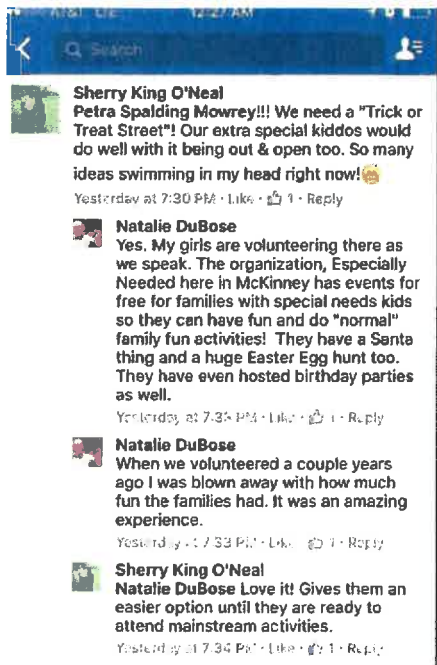 AT&T LTE 12:27 AM
Search
Sherry King O'Neal
Petra Spalding Mowrey!!! We need a "Trick or
Treat Street"! Our extra special kiddos would
do well with it being out & open too. So many
ideas swimming in my head right now!
Yesterday at 7:30 PM · Like · 1 · Reply
Natalie DuBose
Yes. My girls are volunteering there as
we speak. The organization, Especially
Needed here in McKinney has events for
free for families with special needs kids
so they can have fun and do "normal"
family fun activities! They have a Santa
thing and a huge Easter Egg hunt too.
They have even hosted birthday parties
as well.
Yesterday at PM · Like · 1 · Reply
Natalie DuBose
When we volunteered a couple years
ago I was blown away with how much
fun the families had. It was an amazing
experience.
Yesterday at 7:33 PM · Like · 1 · Reply
Sherry King O'Neal
Natalie DuBose Love it! Gives them an
easier option until they are ready to
attend mainstream activities.
Yesterday at 7:34 PM · Like · 1 · Reply